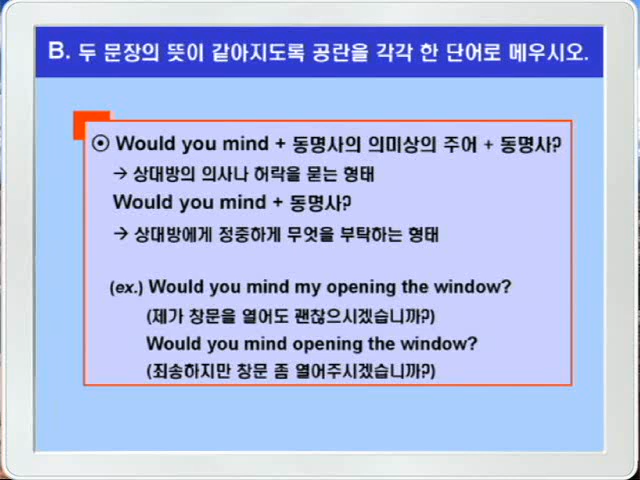 B. 두 문장의 뜻이 같아지도록 공란을 각각 한 단어로 메우시오.
⊙ Would you mind + 동명사의 의미상의 주어 + 동명사?
→ 상대방의 의사나 허락을 묻는 형태
Would you mind + 동명사?
→ 상대방에게 정중하게 무엇을 부탁하는 형태
(ex.) Would you mind my opening the window?
(제가 창문을 열어도 괜찮으시겠습니까?)
Would you mind opening the window?
(죄송하지만 창문 좀 열어주시겠습니까?)